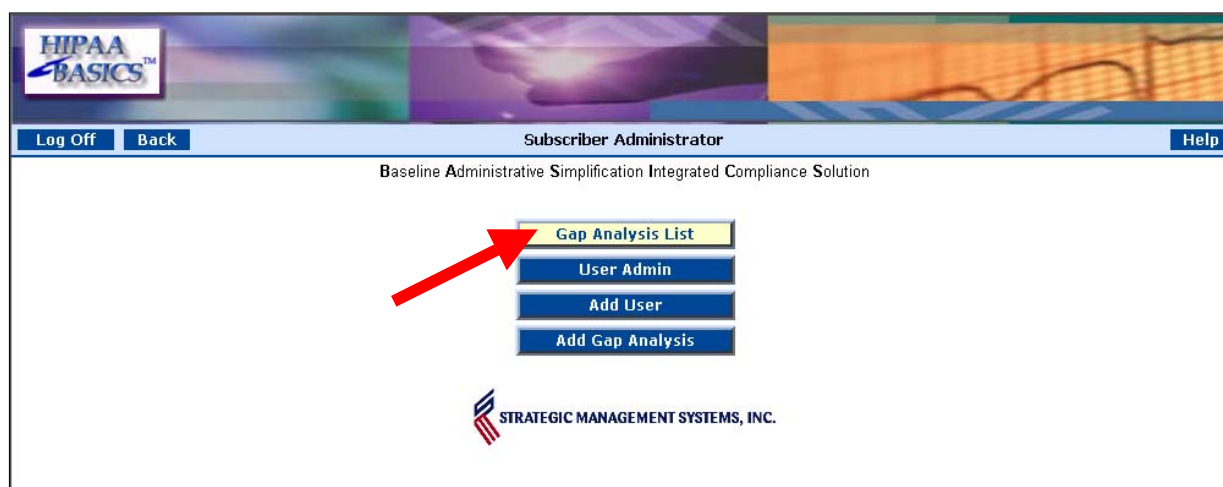 HIPAA
BASICS™
Log Off Back Subscriber Administrator Help
Baseline Administrative Simplification Integrated Compliance Solution
Gap Analysis List
User Admin
Add User
Add Gap Analysis
STRATEGIC MANAGEMENT SYSTEMS, INC.